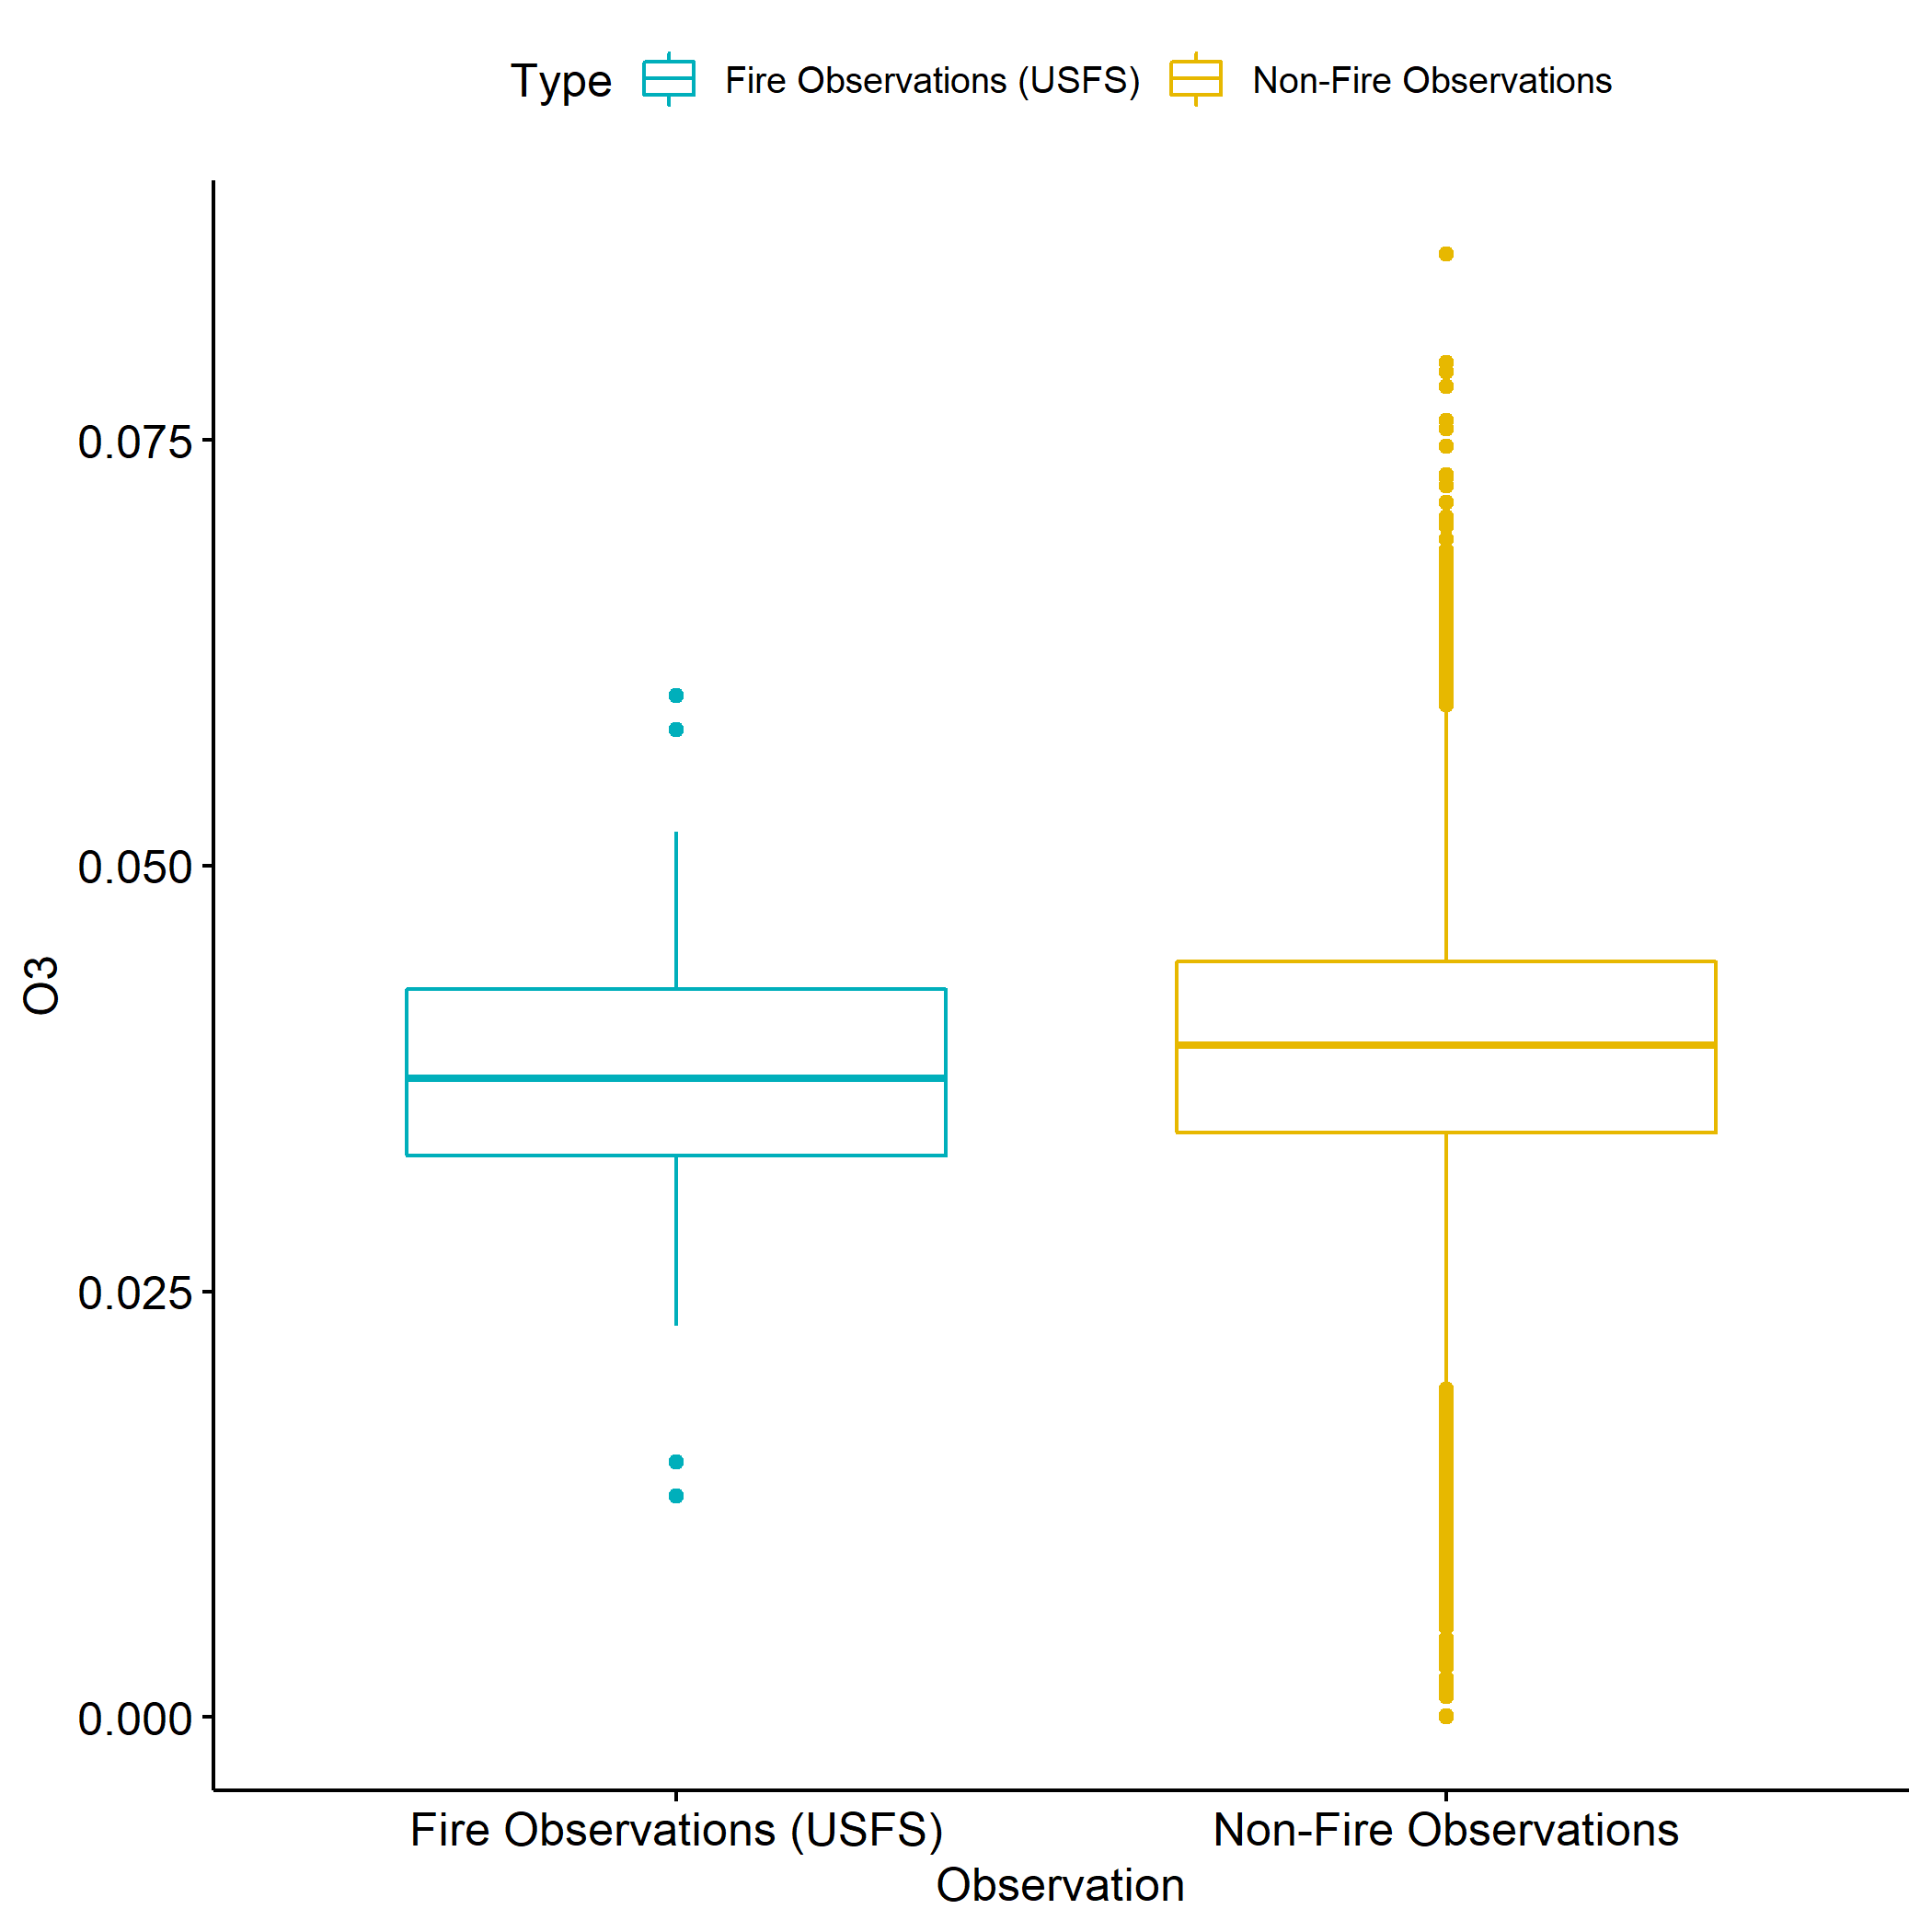 Type Fire Observations (USFS) Non-Fire Observations
0.075
0.050
0.025
0.000
O3
Fire Observations (USFS) Non-Fire Observations
Observation